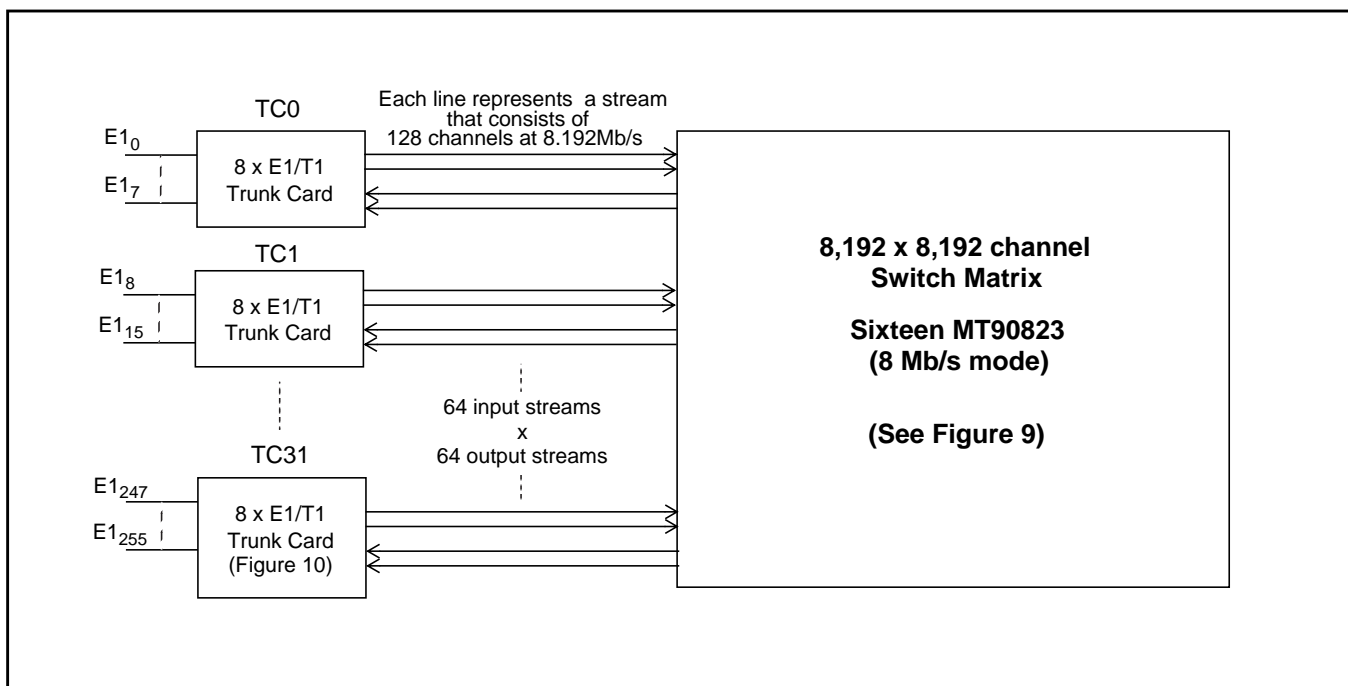 TC0
E1₀
E1₇
8 x E1/T1
Trunk Card
Each line represents a stream
that consists of
128 channels at 8.192Mb/s
TC1
E1₈
E1₁₅
8 x E1/T1
Trunk Card
64 input streams
x
64 output streams
TC31
E1₂₄₇
E1₂₅₅
8 x E1/T1
Trunk Card
(Figure 10)
8,192 x 8,192 channel
Switch Matrix
Sixteen MT90823
(8 Mb/s mode)
(See Figure 9)